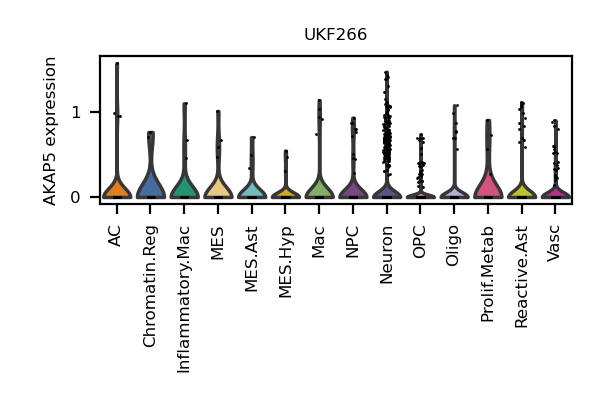 UKF266
AKAP5 expression
1
0
AC
Chromatin.Reg
Inflammatory.Mac
MES
MES.Ast
MES.Hyp
Mac
NPC
Neuron
OPC
Oligo
Prolif.Metab
Reactive.Ast
Vasc